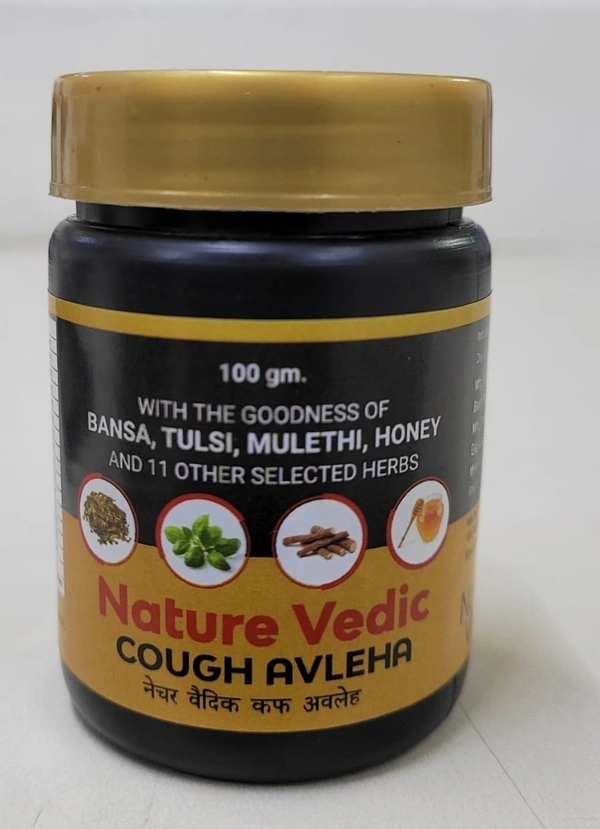 100 gm.
WITH THE GOODNESS OF
BANSA, TULSI, MULETHI, HONEY
AND 11 OTHER SELECTED HERBS
Nature Vedic
COUGH AVLEHA
नेचर वैदिक कफ अवलेह